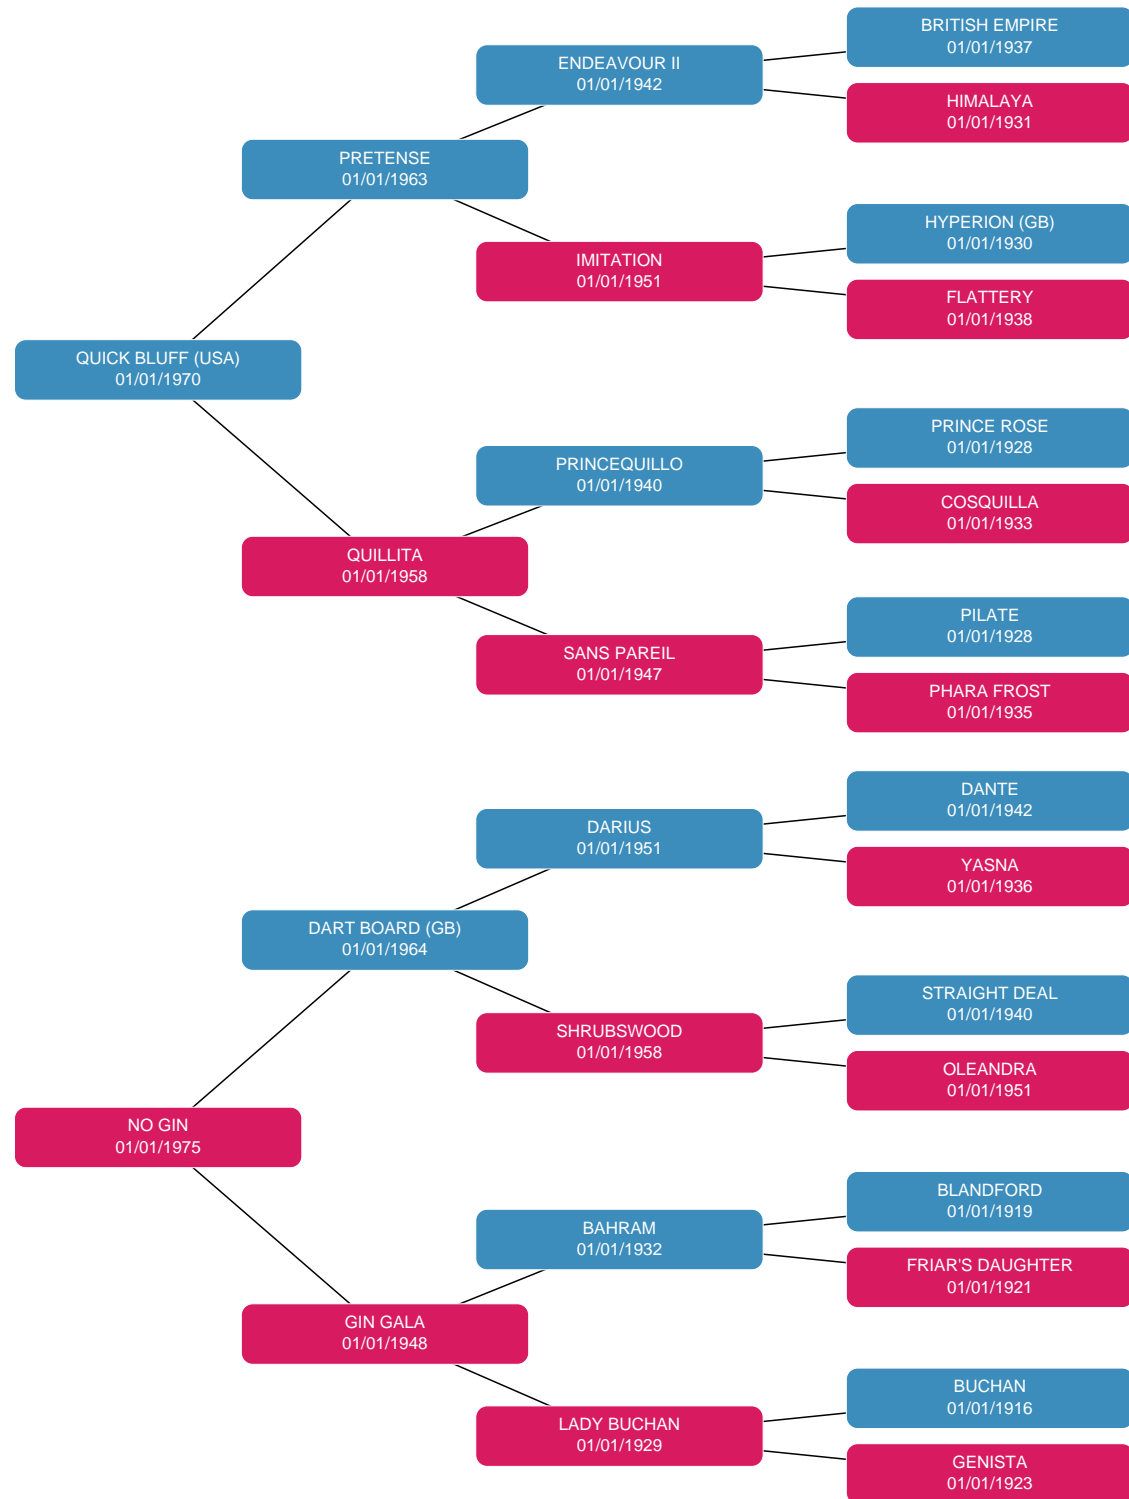 BRITISH EMPIRE
01/01/1937
ENDEAVOUR II
01/01/1942
HIMALAYA
01/01/1931
PRETENSE
01/01/1963
HYPERION (GB)
01/01/1930
IMITATION
01/01/1951
FLATTERY
01/01/1938
QUICK BLUFF (USA)
01/01/1970
PRINCE ROSE
01/01/1928
PRINCEQUILLO
01/01/1940
COSQUILLA
01/01/1933
QUILLITA
01/01/1958
PILATE
01/01/1928
SANS PAREIL
01/01/1947
PHARA FROST
01/01/1935
DANTE
01/01/1942
DARIUS
01/01/1951
YASNA
01/01/1936
DART BOARD (GB)
01/01/1964
STRAIGHT DEAL
01/01/1940
SHRUBSWOOD
01/01/1958
OLEANDRA
01/01/1951
NO GIN
01/01/1975
BLANDFORD
01/01/1919
BAHRAM
01/01/1932
FRIAR'S DAUGHTER
01/01/1921
GIN GALA
01/01/1948
BUCHAN
01/01/1916
LADY BUCHAN
01/01/1929
GENISTA
01/01/1923